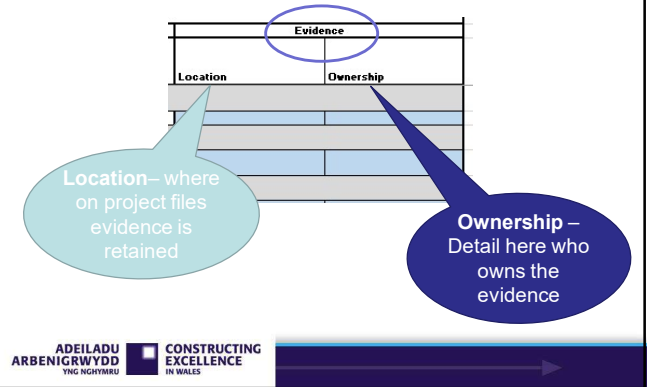 Evidence
Location Ownership
Location– where
on project files
evidence is
retained
Ownership –
Detail here who
owns the
evidence
ADEILADU
ARBENIGRWYDD
YNG NGHYMRU
CONSTRUCTING
EXCELLENCE
IN WALES